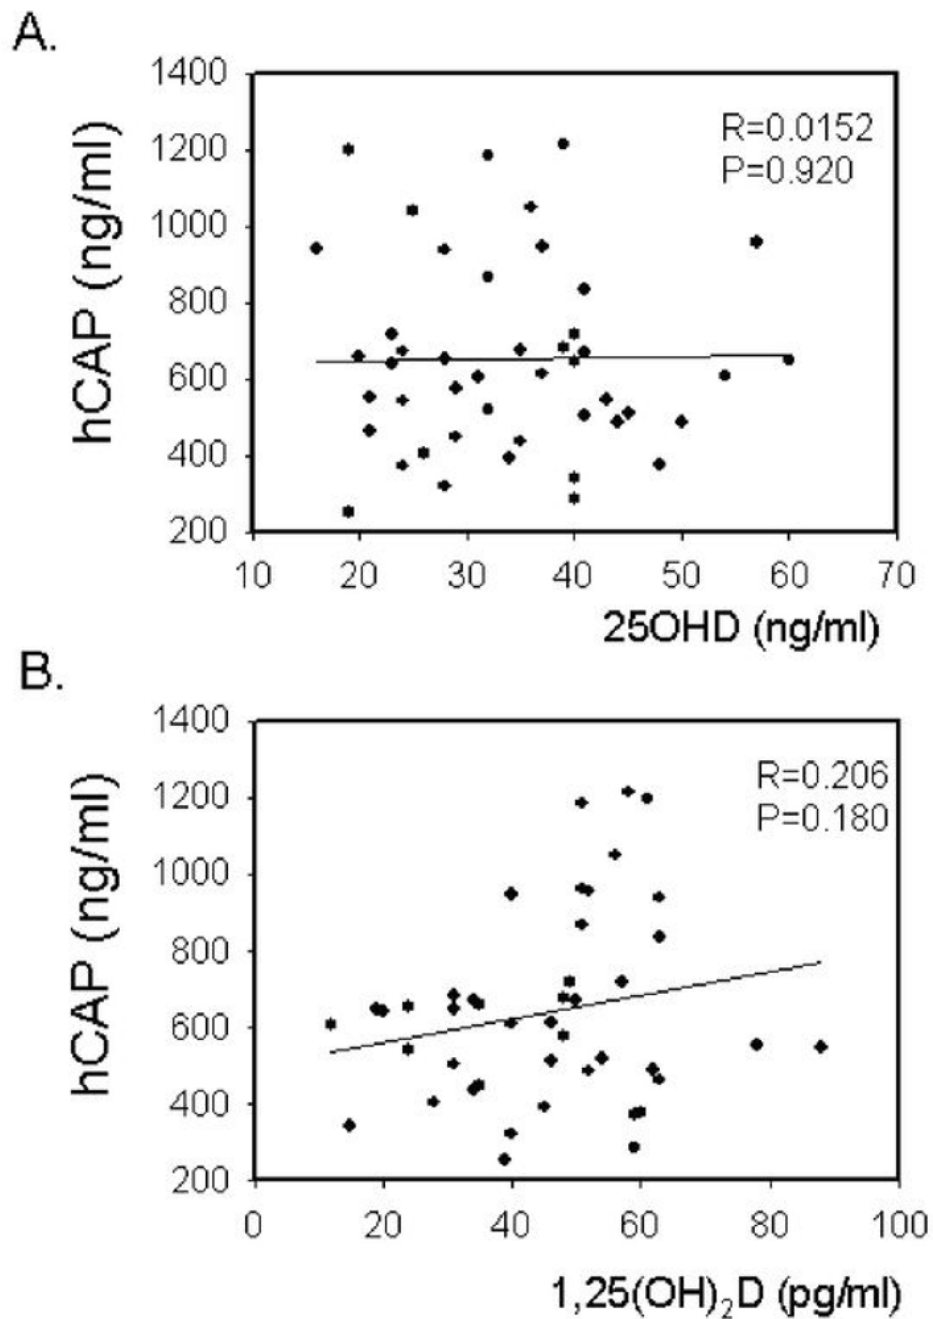 A.
hCAP (ng/ml)
1400
1200
1000
800
600
400
200
R=0.0152
P=0.920
10 20 30 40 50 60 70
25OHD (ng/ml)
B.
hCAP (ng/ml)
1400
1200
1000
800
600
400
200
R=0.206
P=0.180
0 20 40 60 80 100
1,25(OH)₂D (pg/ml)